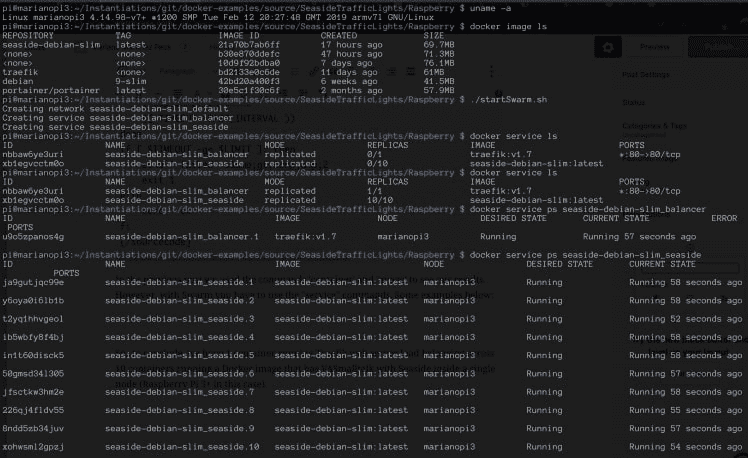 pi@marianopi3:~/Instantiations/git/docker-examples/source/SeasideTrafficLights/Raspberry $ uname -a
Linux marianopi3 4.14.98-v7+ #1200 SMP Tue Feb 12 20:27:48 GMT 2019 armv7l GNU/Linux
pi@marianopi3:~/Instantiations/git/docker-examples/source/SeasideTrafficLights/Raspberry $ docker image ls
REPOSITORY TAG IMAGE ID CREATED SIZE
seaside-debian-slim latest 21a70b7ab6ff 17 hours ago 69.7MB
<none> <none> b30e870ddefc 47 hours ago 71.3MB
<none> <none> 10d9f92bdba0 7 days ago 76.1MB
traefik v1.7 bd2133e0c6de 11 days ago 61MB
debian 9-slim 42bd20a400f3 6 weeks ago 41.5MB
portainer/portainer latest 30e5c1f30c6f 2 months ago 57.9MB
pi@marianopi3:~/Instantiations/git/docker-examples/source/SeasideTrafficLights/Raspberry $ ./startSwarm.sh
Creating network seaside-debian-slim_default
Creating service seaside-debian-slim_balancer
Creating service seaside-debian-slim_seaside
pi@marianopi3:~/Instantiations/git/docker-examples/source/SeasideTrafficLights/Raspberry $ docker service ls
ID NAME MODE REPLICAS IMAGE PORTS
nbbaw6ye3uri seaside-debian-slim_balancer replicated 0/1 traefik:v1.7 *:80->80/tcp
xb1egvcctm0o seaside-debian-slim_seaside replicated 0/10 seaside-debian-slim:latest
pi@marianopi3:~/Instantiations/git/docker-examples/source/SeasideTrafficLights/Raspberry $ docker service ls
ID NAME MODE REPLICAS IMAGE PORTS
nbbaw6ye3uri seaside-debian-slim_balancer replicated 1/1 traefik:v1.7 *:80->80/tcp
xb1egvcctm0o seaside-debian-slim_seaside replicated 10/10 seaside-debian-slim:latest
pi@marianopi3:~/Instantiations/git/docker-examples/source/SeasideTrafficLights/Raspberry $ docker service ps seaside-debian-slim_balancer
ID NAME IMAGE NODE DESIRED STATE CURRENT STATE ERROR
PORTS
u9o5zpanos4g seaside-debian-slim_balancer.1 traefik:v1.7 marianopi3 Running Running 57 seconds ago
pi@marianopi3:~/Instantiations/git/docker-examples/source/SeasideTrafficLights/Raspberry $ docker service ps seaside-debian-slim_seaside
ID NAME IMAGE NODE DESIRED STATE CURRENT STATE
PORTS
ja9gutjqc99e seaside-debian-slim_seaside.1 seaside-debian-slim:latest marianopi3 Running Running 58 seconds ago
y6oya0i6lb1b seaside-debian-slim_seaside.2 seaside-debian-slim:latest marianopi3 Running Running 58 seconds ago
t2yq1hhvgeol seaside-debian-slim_seaside.3 seaside-debian-slim:latest marianopi3 Running Running 52 seconds ago
lb5wbfy8f4bj seaside-debian-slim_seaside.4 seaside-debian-slim:latest marianopi3 Running Running 58 seconds ago
in1t60disck5 seaside-debian-slim_seaside.5 seaside-debian-slim:latest marianopi3 Running Running 58 seconds ago
50gmsd34l305 seaside-debian-slim_seaside.6 seaside-debian-slim:latest marianopi3 Running Running 57 seconds ago
jfsctkw3hm2e seaside-debian-slim_seaside.7 seaside-debian-slim:latest marianopi3 Running Running 58 seconds ago
226qj4fldv55 seaside-debian-slim_seaside.8 seaside-debian-slim:latest marianopi3 Running Running 55 seconds ago
8ndd5zb34juv seaside-debian-slim_seaside.9 seaside-debian-slim:latest marianopi3 Running Running 57 seconds ago
xohwsml2gpzj seaside-debian-slim_seaside.10 seaside-debian-slim:latest marianopi3 Running Running 54 seconds ago
Preview
Post Settings
Status
Categories & Tags